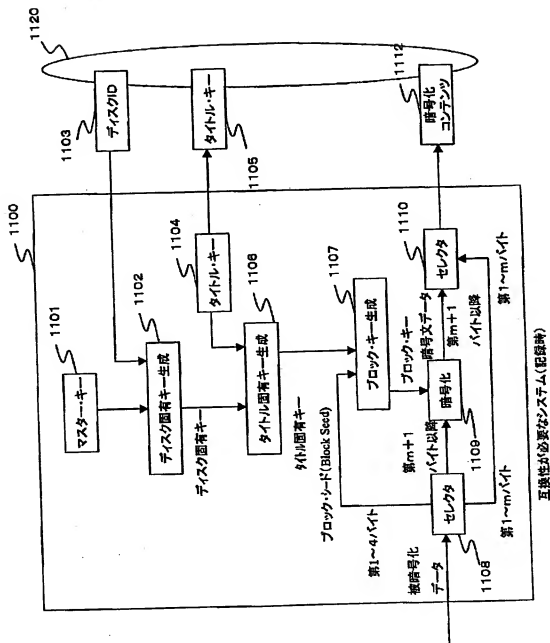 1120
1103
ディスクID
タイトル・キー
1105
1112
暗号化
コンテンツ
1100
1101
マスター・キー
1102
ディスク固有キー生成
ディスク固有キー
1104
タイトル・キー
1106
タイトル固有キー生成
タイトル固有キー
1107
ブロック・キー生成
ブロック・キー
ブロック・シード(Block Seed)
第1~4バイト
被暗号化
データ
セレクタ
1108
第m+1
バイト以降
暗号化
1109
暗号文データ
第m+1
バイト以降
セレクタ
1110
第1~mバイト
第1~mバイト
互換性が必要なシステム(記録時)